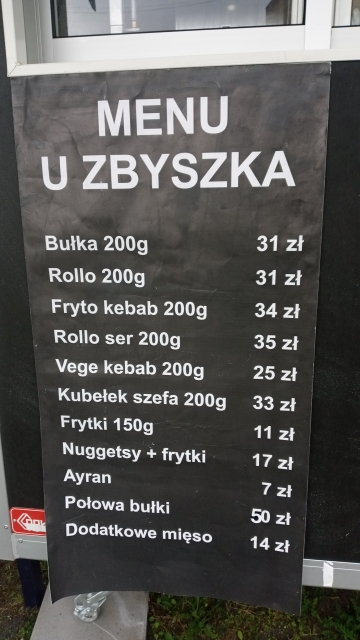 MENU
U ZBYSZKA
Bułka 200g 31 zł
Rollo 200g 31 zł
Fryto kebab 200g 34 zł
Rollo ser 200g 35 zł
Vege kebab 200g 25 zł
Kubełek szefa 200g 33 zł
Frytki 150g 11 zł
Nuggetsy + frytki 17 zł
Ayran 7 zł
Połowa bułki 50 zł
Dodatkowe mięso 14 zł